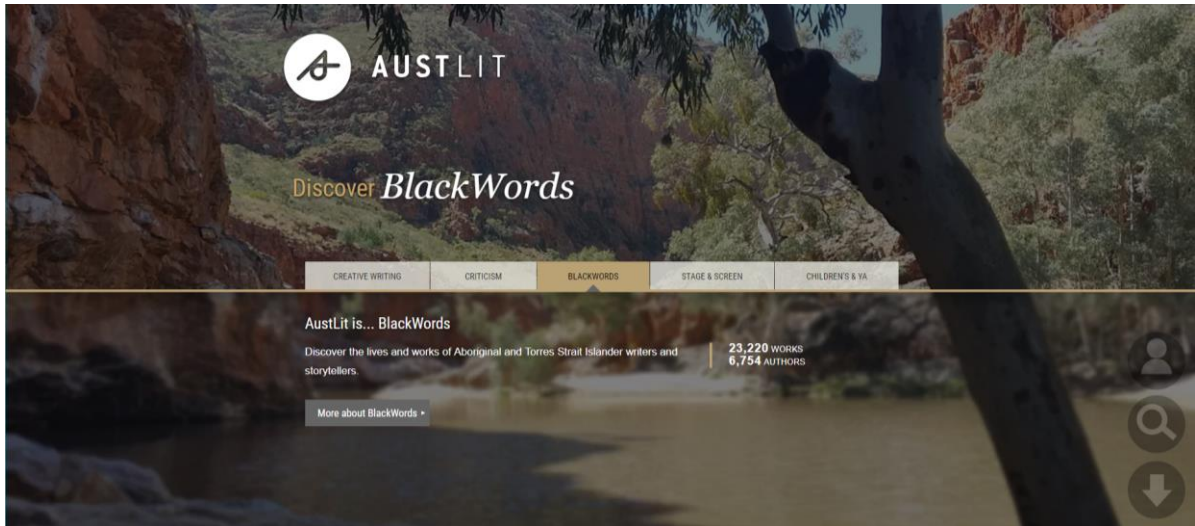 AUSTLIT
Discover BlackWords
CREATIVE WRITING
CRITICISM
BLACKWORDS
STAGE & SCREEN
CHILDREN'S & YA
AustLit is... BlackWords
Discover the lives and works of Aboriginal and Torres Strait Islander writers and
storytellers.
23,220 WORKS
6,754 AUTHORS
More about BlackWords